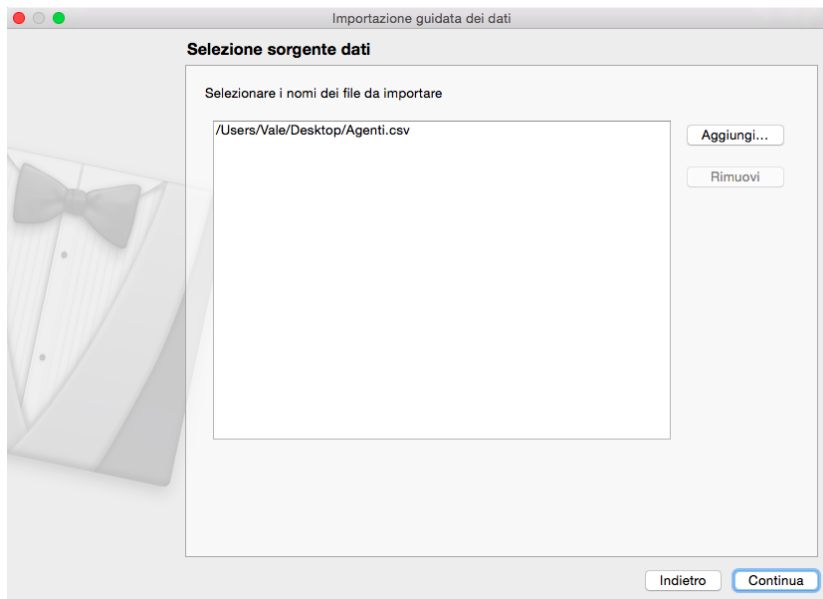 Importazione guidata dei dati
Selezione sorgente dati
Selezionare i nomi dei file da importare
/Users/Vale/Desktop/Agenti.csv
Aggiungi...
Rimuovi
Indietro
Continua